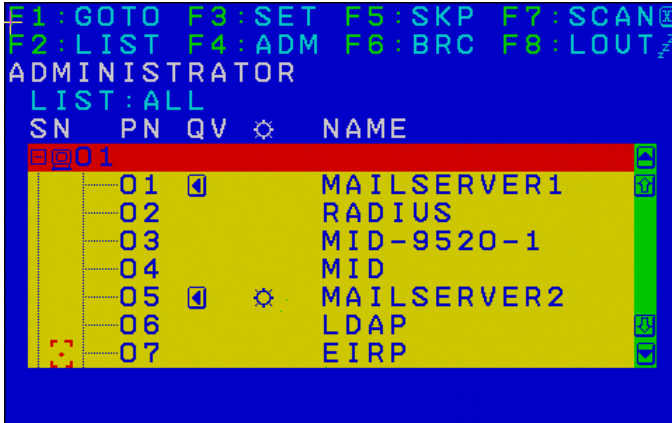 F1:GOTO F3:SET F5:SKP F7:SCAN
F2:LIST F4:ADM F6:BRC F8:LOUT
ADMINISTRATOR
LIST:ALL
SN PN QV NAME
01
01 MAILSERVER1
02 RADIUS
03 MID-9520-1
04 MID
05 MAILSERVER2
06 LDAP
07 EIRP